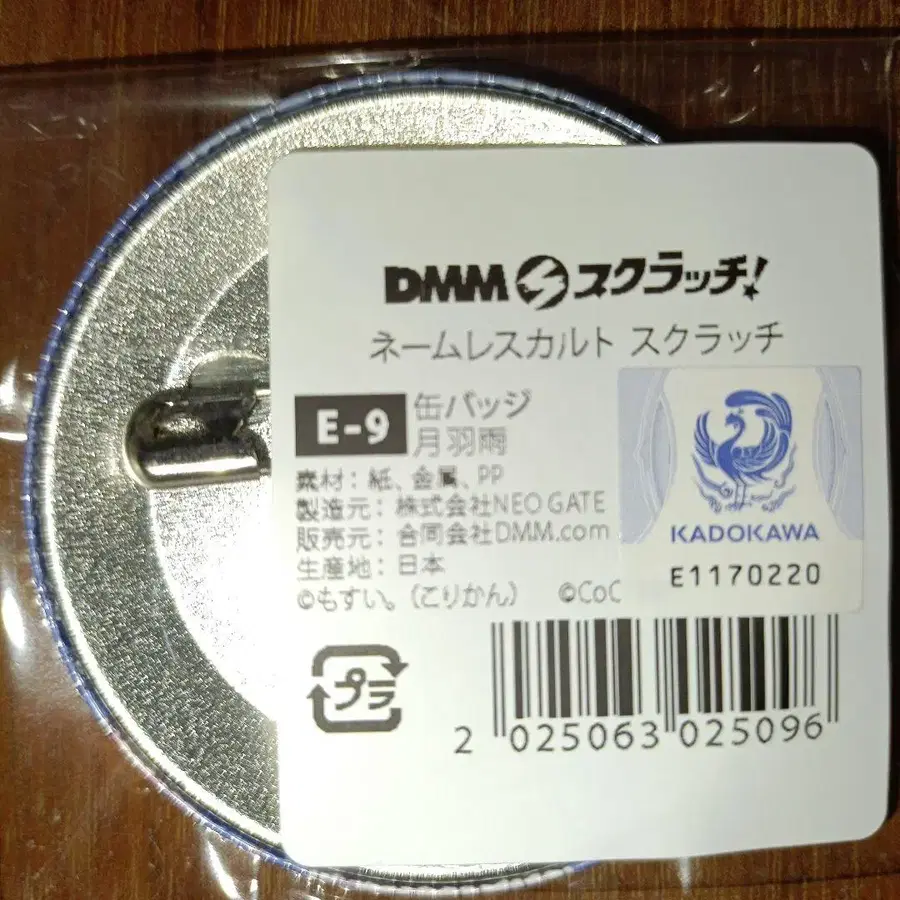 DMM スクラッチ!
ネームレスカルト スクラッチ
E-9
缶バッジ
月羽雨
素材：紙、金属、PP
製造元：株式会社NEO GATE
販売元：合同会社DMM.com
生産地：日本
©もすい。（こりかん） ©CoC
KADOKAWA
E1170220
プラ
2 025063 025096